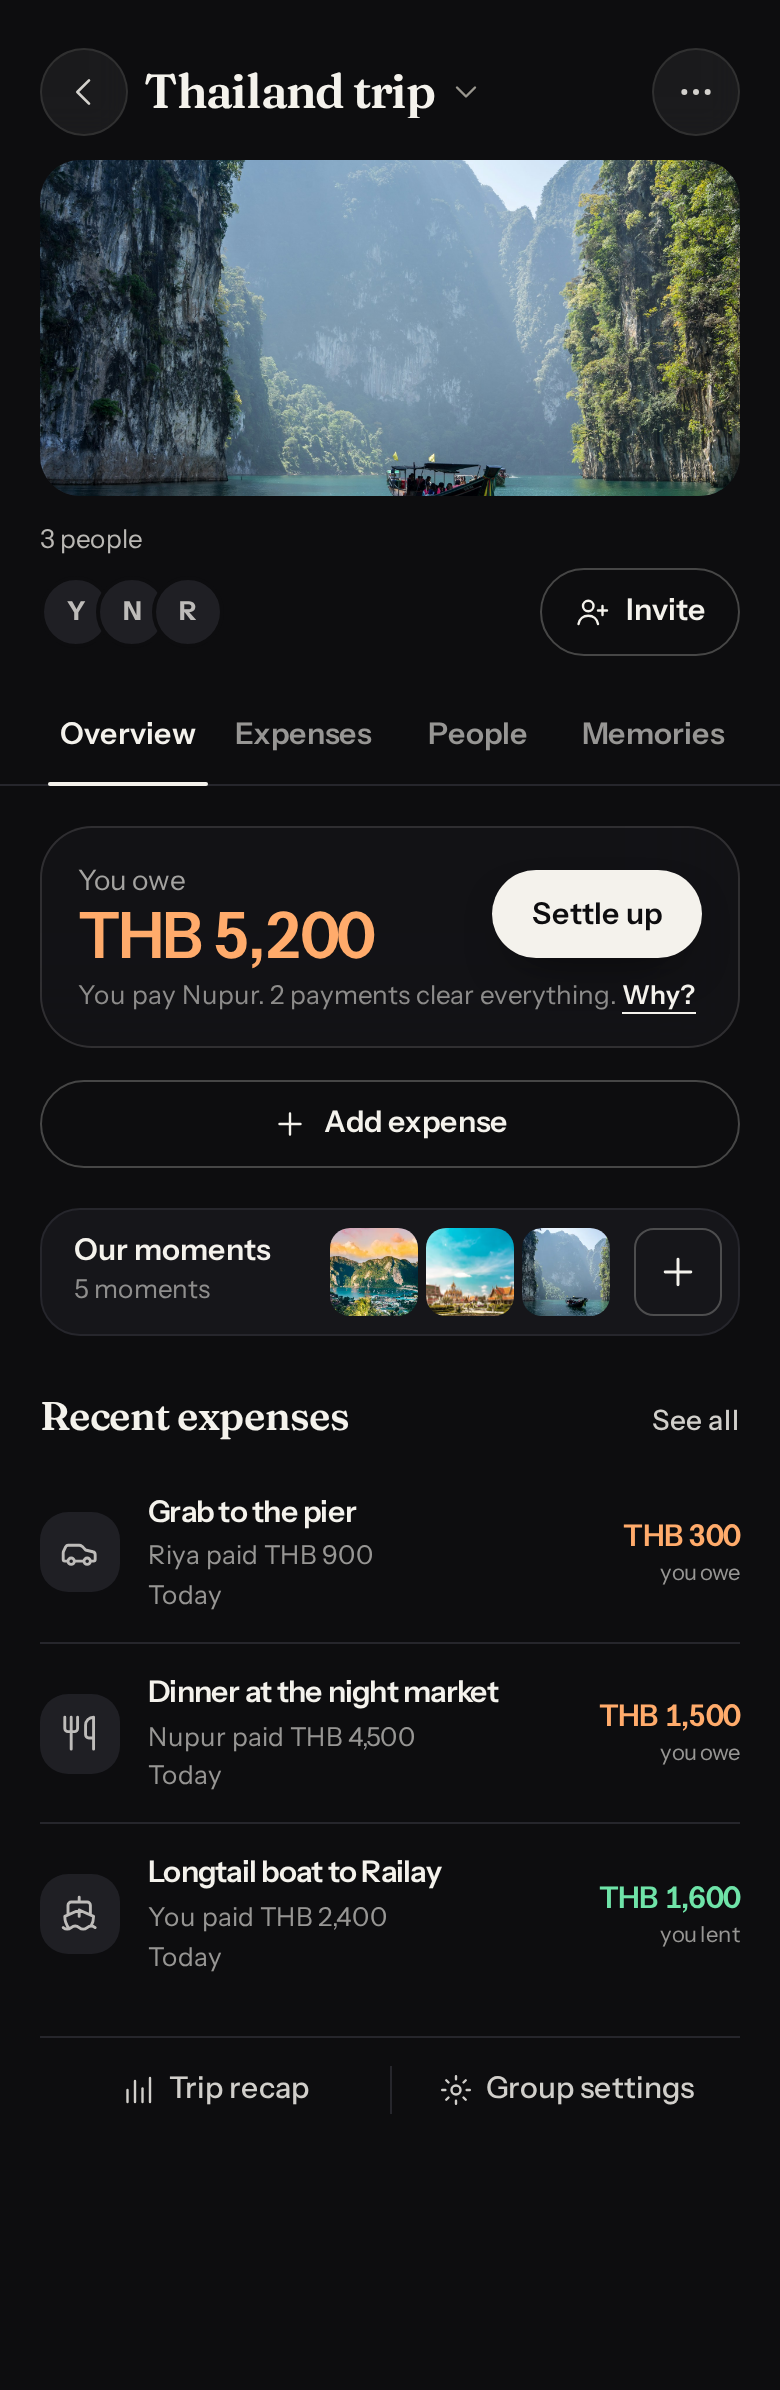 Thailand trip
3 people
Y N R
Invite
Overview Expenses People Memories
You owe
THB 5,200
Settle up
You pay Nupur. 2 payments clear everything. Why?
Add expense
Our moments
5 moments
Recent expenses
See all
Grab to the pier
Riya paid THB 900
Today
THB 300
you owe
Dinner at the night market
Nupur paid THB 4,500
Today
THB 1,500
you owe
Longtail boat to Railay
You paid THB 2,400
Today
THB 1,600
you lent
Trip recap
Group settings